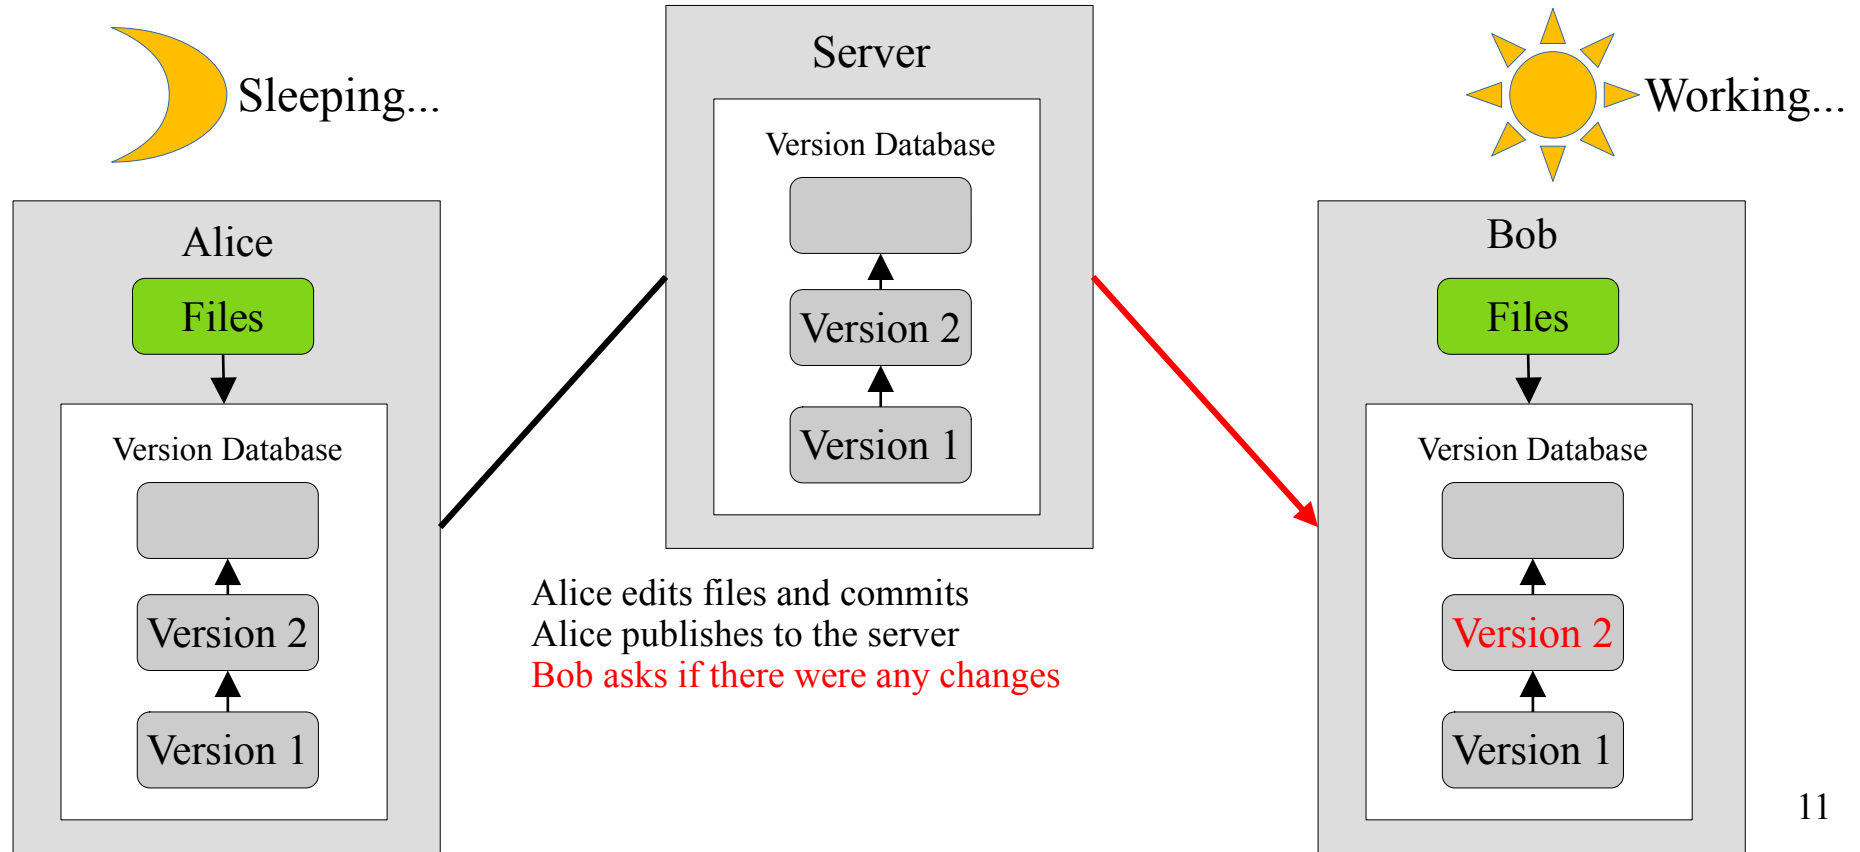 Sleeping...
Server
Working...
Version Database
Version 2
Version 1
Alice
Files
Version Database
Version 2
Version 1
Bob
Files
Version Database
Version 2
Version 1
Alice edits files and commits
Alice publishes to the server
Bob asks if there were any changes
11